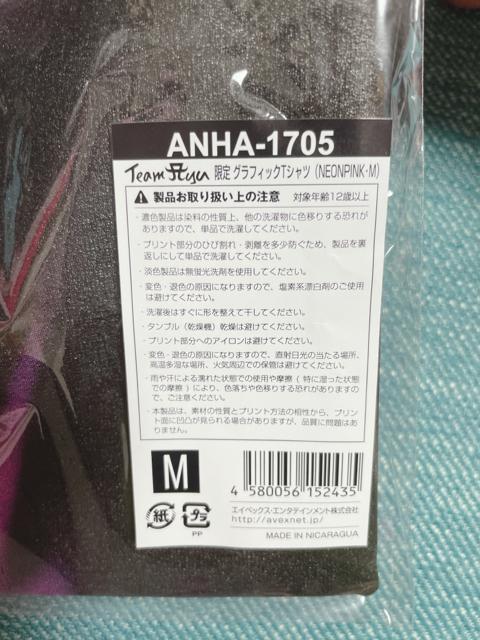 ANHA-1705
Team Ayu 限定 グラフィックTシャツ (NEONPINK・M)
製品お取り扱い上の注意 対象年齢12歳以上
・濃色製品は染料の性質上、他の洗濯物に色移りする恐れが
ありますので、単品で洗濯してください。
・プリント部分のひび割れ・剥離を多少防ぐため、製品を裏
返しにして単品で洗濯してください。
・淡色製品は無蛍光洗剤を使用してください。
・変色・退色の原因になりますので、塩素系漂白剤のご使用
は避けてください。
・洗濯後はすぐに形を整えて干してください。
・タンブル（乾燥機）乾燥は避けてください。
・プリント部分へのアイロンは避けてください。
・変色・退色の原因になりますので、直射日光の当たる場所、
高温多湿な場所、火気周辺での保管は避けてください。
・雨や汗による濡れた状態での使用や摩擦（特に湿った状態
での摩擦）により、色落ちや色移りする恐れがありますので、
ご注意ください。
・本製品は、素材の性質とプリント方法の相性から、プリン
ト面に凹凸が見られる場合がありますが、品質に問題はあ
りません。
M
4 580056 152435
紙 プラ
PP
エイベックス・エンタテインメント株式会社
http://avexnet.jp/
MADE IN NICARAGUA